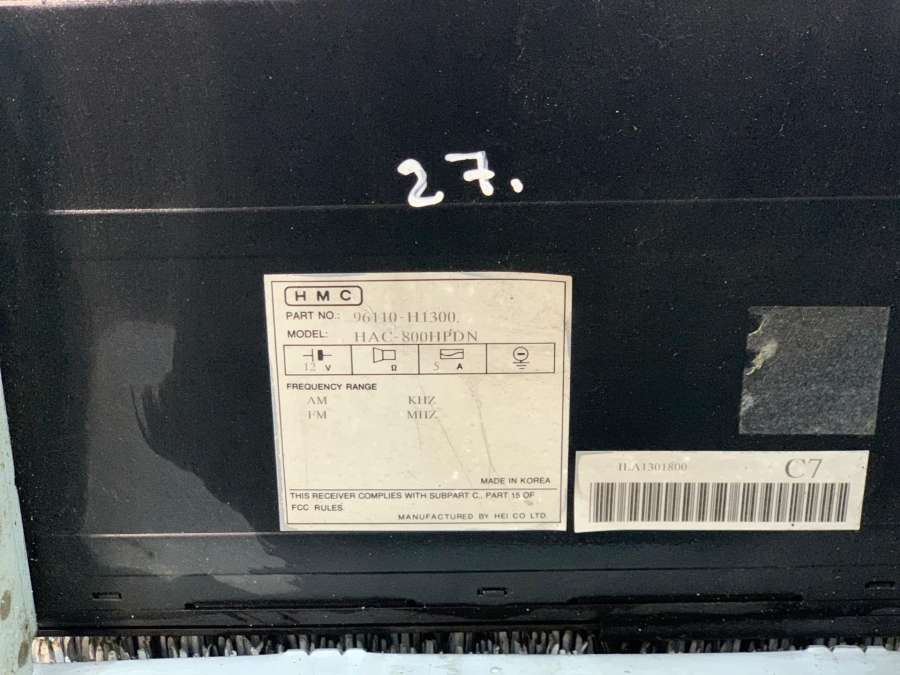 27.
HMC
PART NO.: 96110-H1300.
MODEL: HAC-800HPDN
12 V Ω 5 A
FREQUENCY RANGE
AM KHZ
FM MHZ
MADE IN KOREA
THIS RECEIVER COMPLIES WITH SUBPART C., PART 15 OF
FCC RULES.
MANUFACTURED BY HEI CO LTD.
C7